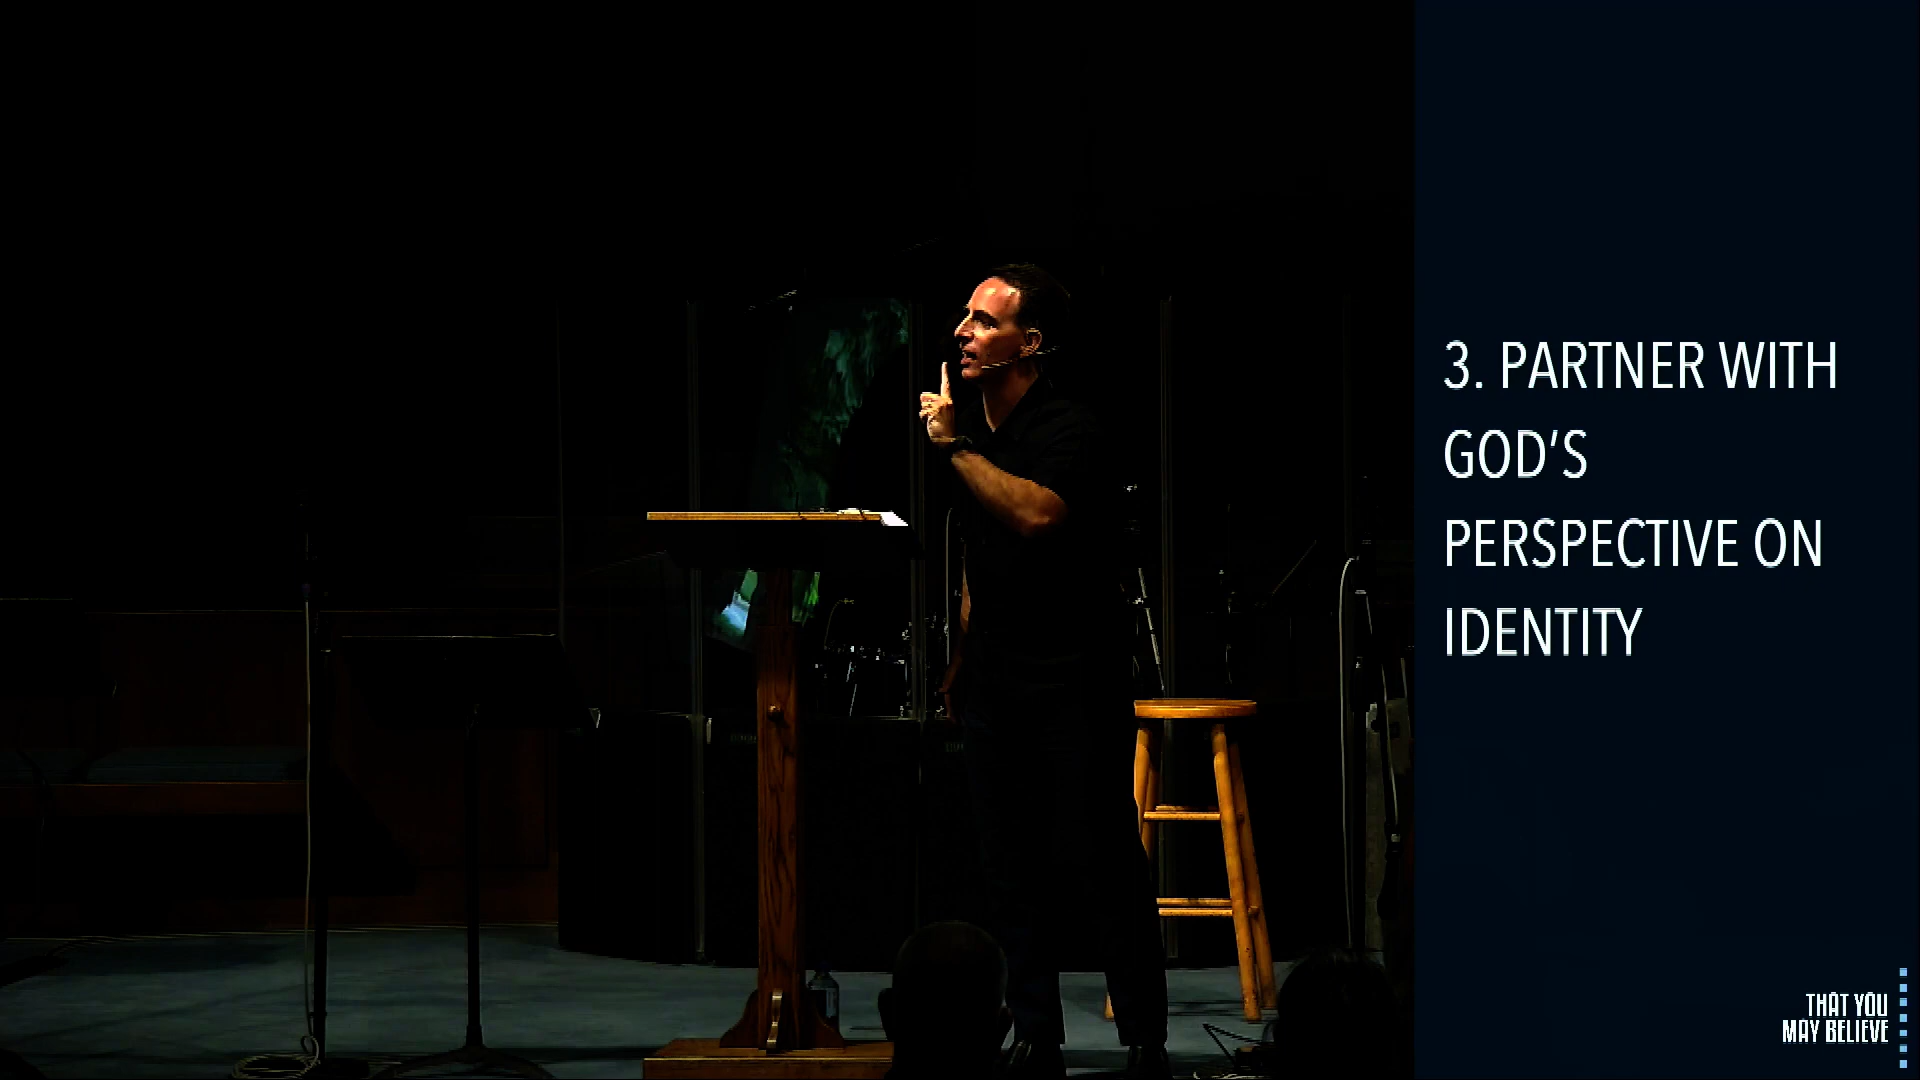 3. PARTNER WITH
GOD'S
PERSPECTIVE ON
IDENTITY
THAT YOU
MAY BELIEVE